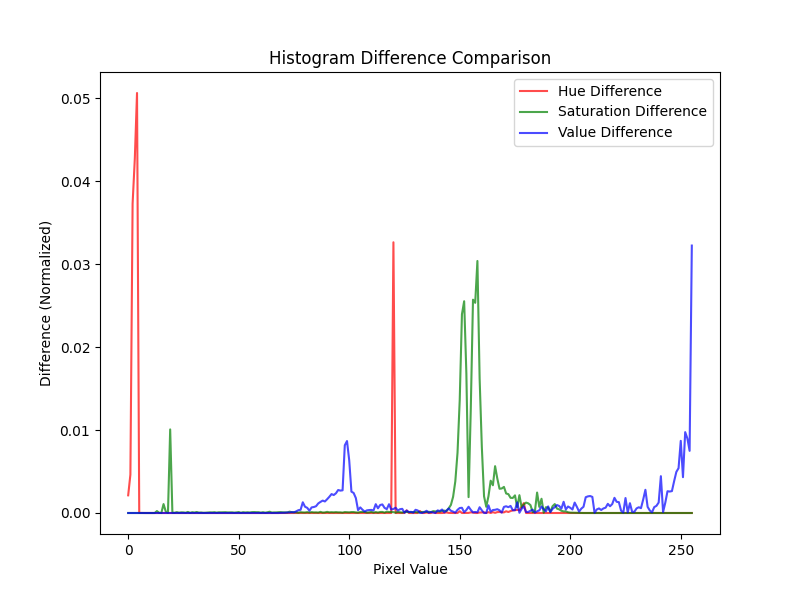 Histogram Difference Comparison
Hue Difference
Saturation Difference
Value Difference
Difference (Normalized)
0.05
0.04
0.03
0.02
0.01
0.00
0 50 100 150 200 250
Pixel Value